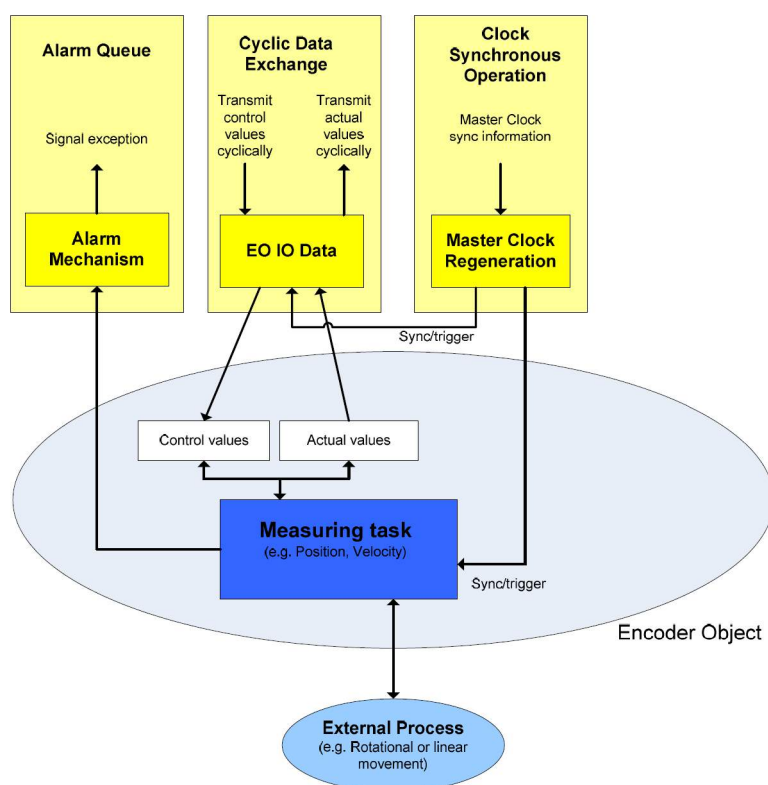 Alarm Queue
Signal exception
Alarm
Mechanism
Cyclic Data
Exchange
Transmit
control
values
cyclically
Transmit
actual
values
cyclically
EO IO Data
Clock
Synchronous
Operation
Master Clock
sync information
Master Clock
Regeneration
Sync/trigger
Control values
Actual values
Measuring task
(e.g. Position, Velocity)
Sync/trigger
Encoder Object
External Process
(e.g. Rotational or linear
movement)